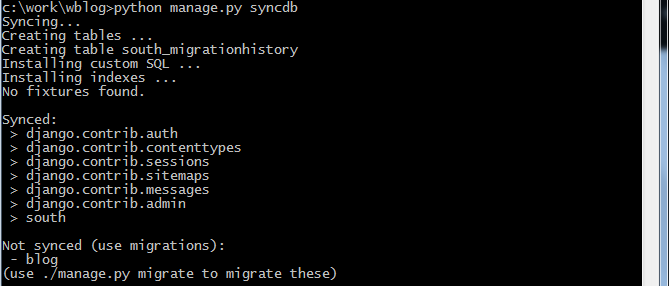 c:\work\wblog>python manage.py syncdb
Syncing...
Creating tables ...
Creating table south_migrationhistory
Installing custom SQL ...
Installing indexes ...
No fixtures found.
Synced:
> django.contrib.auth
> django.contrib.contenttypes
> django.contrib.sessions
> django.contrib.sitemaps
> django.contrib.messages
> django.contrib.admin
> south
Not synced (use migrations):
- blog
(use ./manage.py migrate to migrate these)